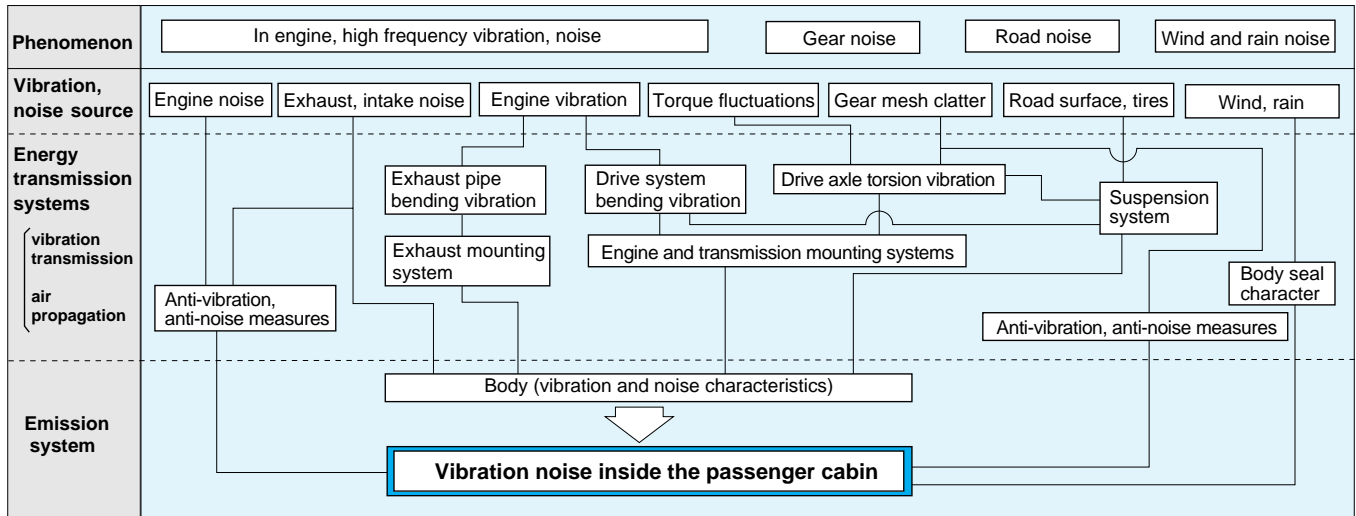 Phenomenon
In engine, high frequency vibration, noise
Gear noise
Road noise
Wind and rain noise
Vibration,
noise source
Engine noise
Exhaust, intake noise
Engine vibration
Torque fluctuations
Gear mesh clatter
Road surface, tires
Wind, rain
Energy
transmission
systems
vibration
transmission
air
propagation
Exhaust pipe
bending vibration
Drive system
bending vibration
Drive axle torsion vibration
Suspension
system
Exhaust mounting
system
Engine and transmission mounting systems
Body seal
character
Anti-vibration,
anti-noise measures
Anti-vibration, anti-noise measures
Emission
system
Body (vibration and noise characteristics)
Vibration noise inside the passenger cabin